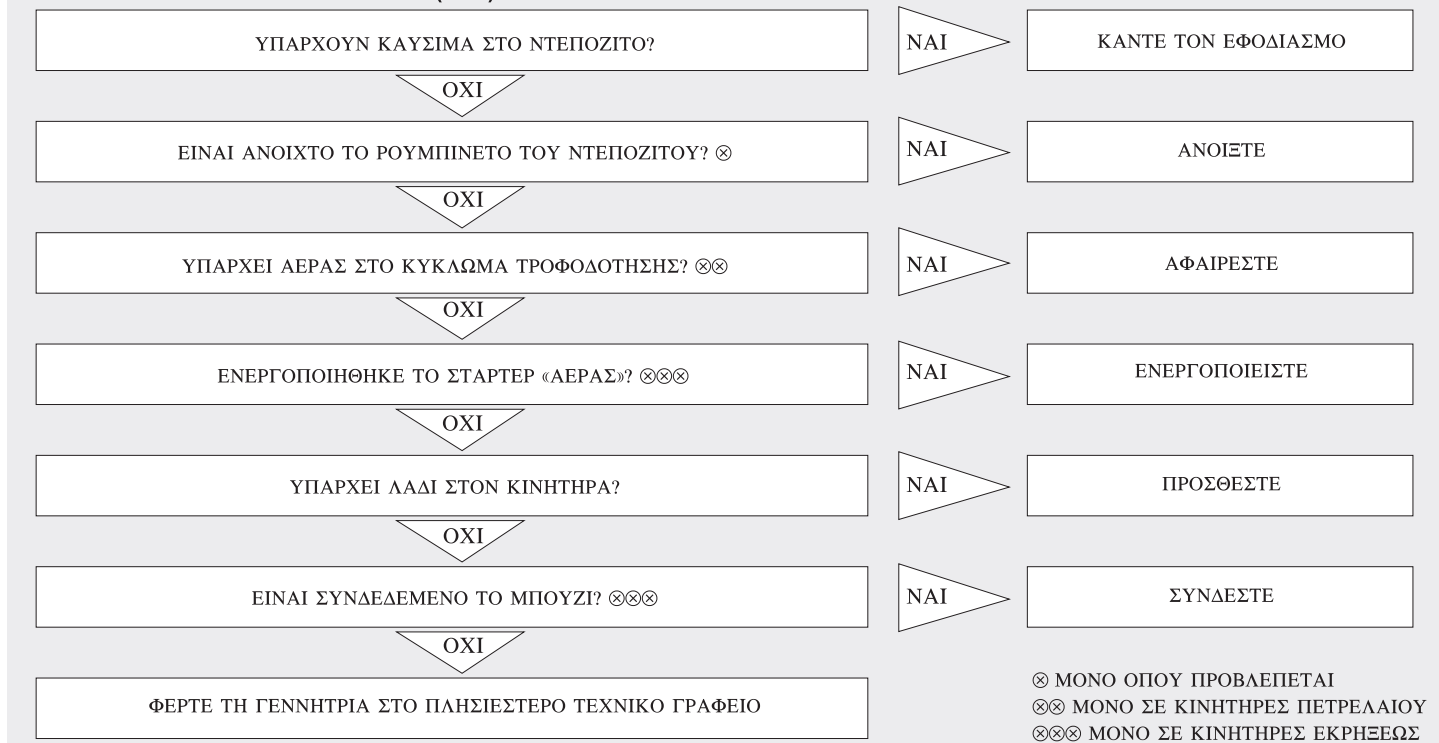 ΥΠΑΡΧΟΥΝ ΚΑΥΣΙΜΑ ΣΤΟ ΝΤΕΠΟΖΙΤΟ?
ΝΑΙ
ΚΑΝΤΕ ΤΟΝ ΕΦΟΔΙΑΣΜΟ
ΟΧΙ
ΕΙΝΑΙ ΑΝΟΙΧΤΟ ΤΟ ΡΟΥΜΠΙΝΕΤΟ ΤΟΥ ΝΤΕΠΟΖΙΤΟΥ? ⊗
ΝΑΙ
ΑΝΟΙΞΤΕ
ΟΧΙ
ΥΠΑΡΧΕΙ ΑΕΡΑΣ ΣΤΟ ΚΥΚΛΩΜΑ ΤΡΟΦΟΔΟΤΗΣΗΣ? ⊗⊗
ΝΑΙ
ΑΦΑΙΡΕΣΤΕ
ΟΧΙ
ΕΝΕΡΓΟΠΟΙΗΘΗΚΕ ΤΟ ΣΤΑΡΤΕΡ «ΑΕΡΑΣ»? ⊗⊗⊗
ΝΑΙ
ΕΝΕΡΓΟΠΟΙΕΙΣΤΕ
ΟΧΙ
ΥΠΑΡΧΕΙ ΛΑΔΙ ΣΤΟΝ ΚΙΝΗΤΗΡΑ?
ΝΑΙ
ΠΡΟΣΘΕΣΤΕ
ΟΧΙ
ΕΙΝΑΙ ΣΥΝΔΕΔΕΜΕΝΟ ΤΟ ΜΠΟΥΖΙ? ⊗⊗⊗
ΝΑΙ
ΣΥΝΔΕΣΤΕ
ΟΧΙ
ΦΕΡΤΕ ΤΗ ΓΕΝΝΗΤΡΙΑ ΣΤΟ ΠΛΗΣΙΕΣΤΕΡΟ ΤΕΧΝΙΚΟ ΓΡΑΦΕΙΟ
⊗ ΜΟΝΟ ΟΠΟΥ ΠΡΟΒΛΕΠΕΤΑΙ
⊗⊗ ΜΟΝΟ ΣΕ ΚΙΝΗΤΗΡΕΣ ΠΕΤΡΕΛΑΙΟΥ
⊗⊗⊗ ΜΟΝΟ ΣΕ ΚΙΝΗΤΗΡΕΣ ΕΚΡΗΞΕΩΣ